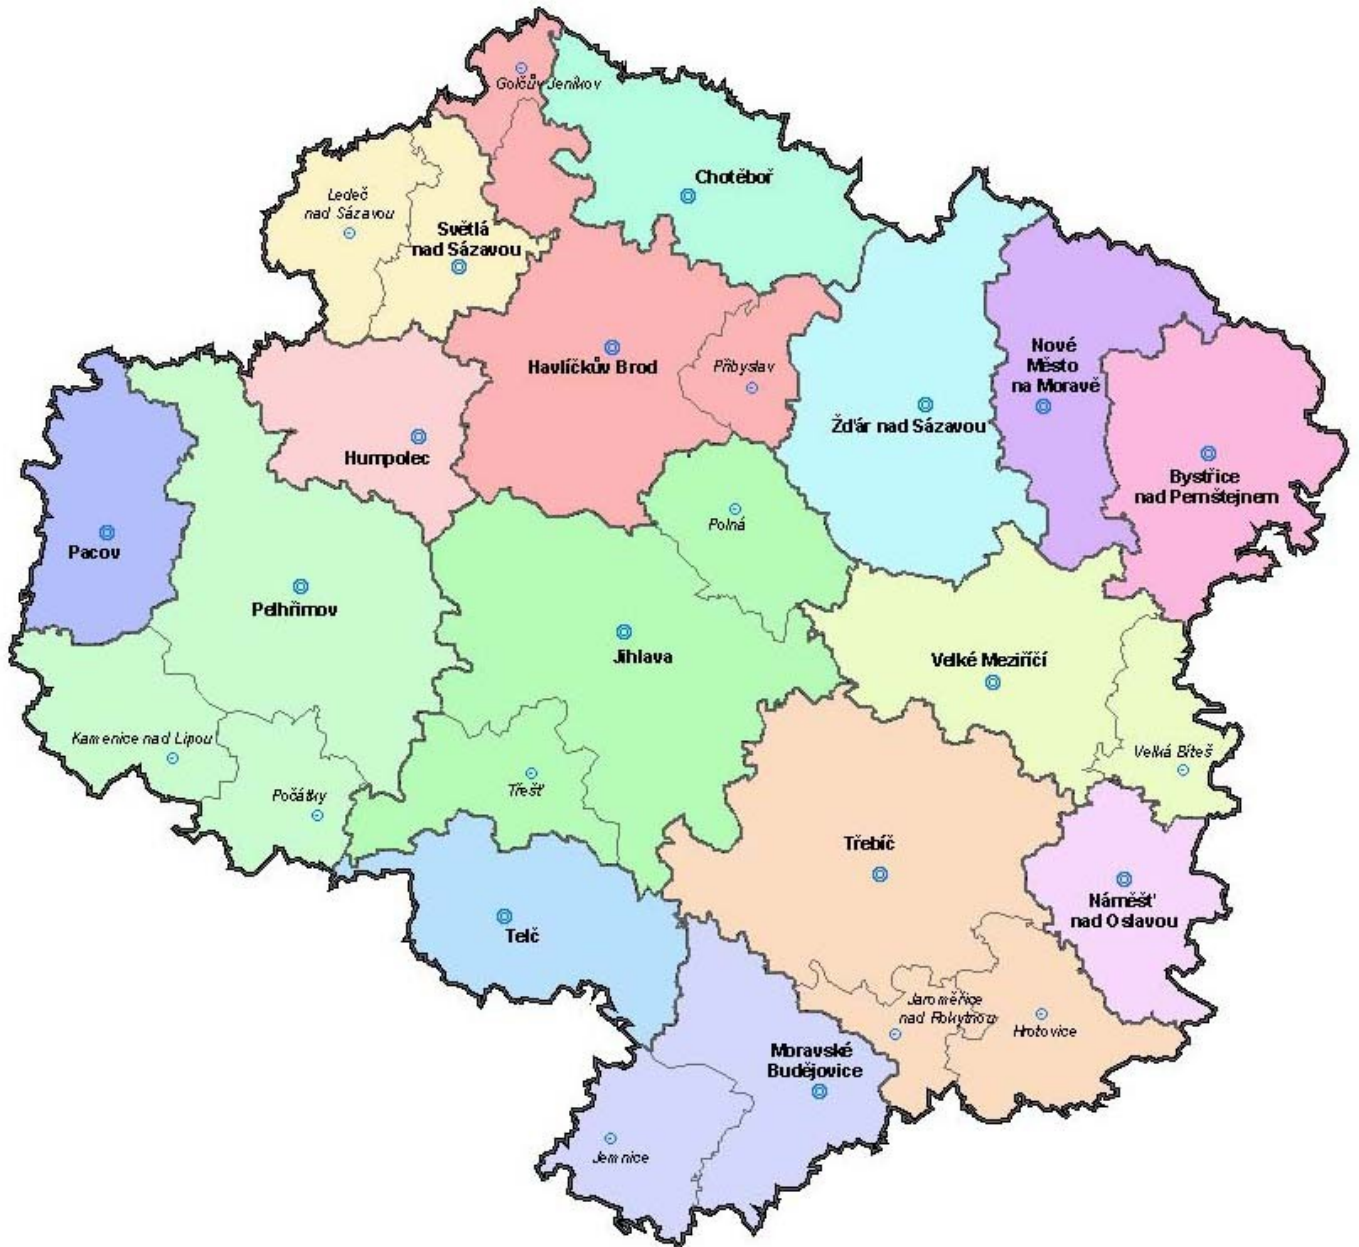 Golčův Jeníkov
Chotěboř
Ledeč
nad Sázavou
Světlá
nad Sázavou
Havlíčkův Brod
Přibyslav
Nové
Město
na Moravě
Žďár nad Sázavou
Humpolec
Bystřice
nad Pernštejnem
Polná
Pacov
Pelhřimov
Jihlava
Velké Meziříčí
Kamenice nad Lipou
Velká Bíteš
Počátky
Třešť
Třebíč
Náměšť
nad Oslavou
Telč
Jaroměřice
nad Rokytnou
Hrotovice
Moravské
Budějovice
Jemnice